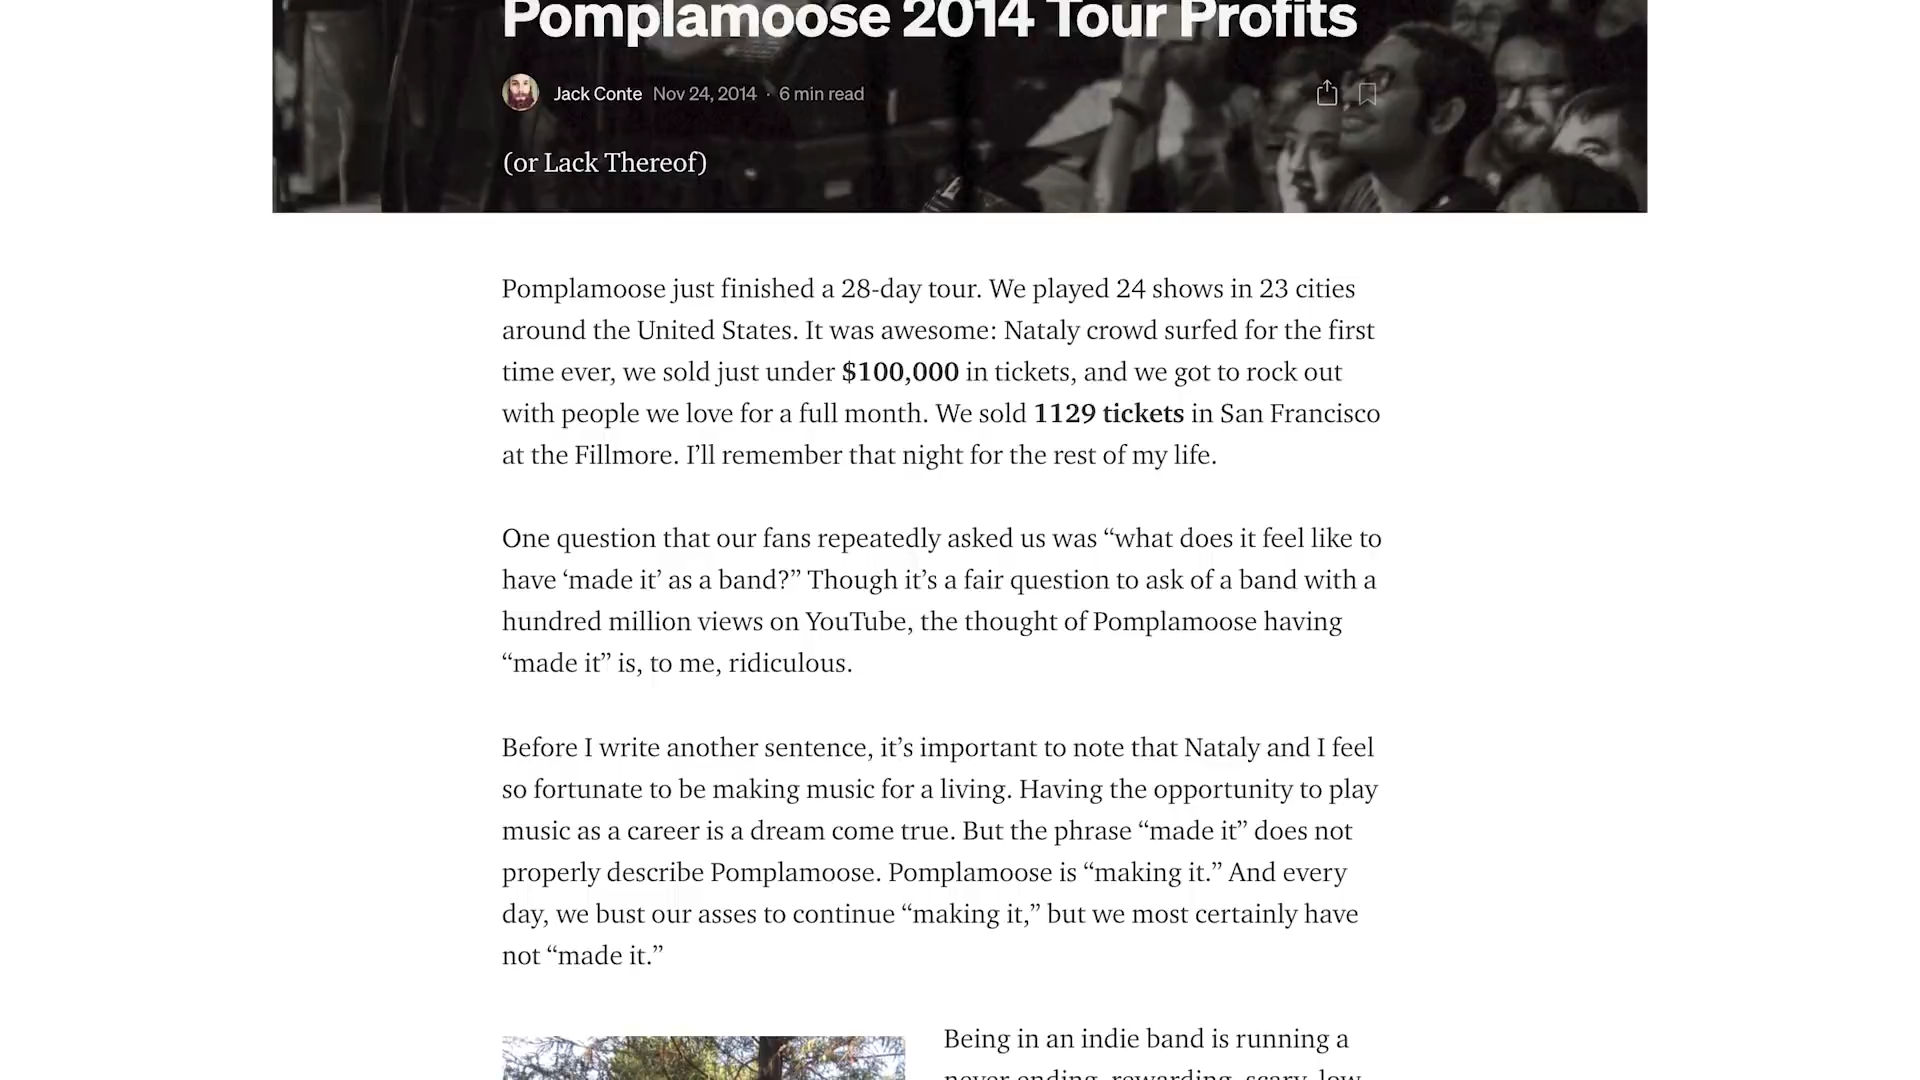 Pomplamoose 2014 Tour Profits
Jack Conte Nov 24, 2014 · 6 min read
(or Lack Thereof)
Pomplamoose just finished a 28-day tour. We played 24 shows in 23 cities
around the United States. It was awesome: Nataly crowd surfed for the first
time ever, we sold just under $100,000 in tickets, and we got to rock out
with people we love for a full month. We sold 1129 tickets in San Francisco
at the Fillmore. I’ll remember that night for the rest of my life.
One question that our fans repeatedly asked us was “what does it feel like to
have ‘made it’ as a band?” Though it’s a fair question to ask of a band with a
hundred million views on YouTube, the thought of Pomplamoose having
“made it” is, to me, ridiculous.
Before I write another sentence, it’s important to note that Nataly and I feel
so fortunate to be making music for a living. Having the opportunity to play
music as a career is a dream come true. But the phrase “made it” does not
properly describe Pomplamoose. Pomplamoose is “making it.” And every
day, we bust our asses to continue “making it,” but we most certainly have
not “made it.”
Being in an indie band is running a
never-ending, rewarding, scary, low-